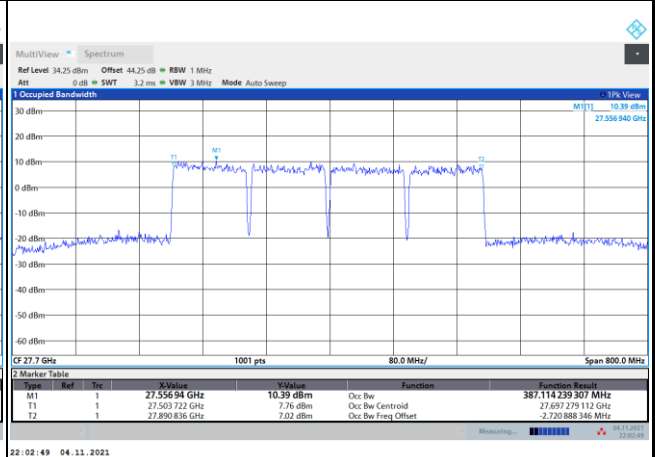 MultiView Spectrum
Ref Level 34.25 dBm Offset 44.25 dB RBW 1 MHz
Att 0 dB SWT 3.2 ms VBW 3 MHz Mode Auto Sweep
1 Occupied Bandwidth 1Pk View
M1[1] 10.39 dBm
27.556 940 GHz
30 dBm
20 dBm
10 dBm
0 dBm
-10 dBm
-20 dBm
-30 dBm
-40 dBm
-50 dBm
-60 dBm
T1 M1 T2
CF 27.7 GHz 1001 pts 80.0 MHz/ Span 800.0 MHz
2 Marker Table
Type Ref Trc X-Value Y-Value Function Function Result
M1 1 27.556 94 GHz 10.39 dBm Occ Bw 387.114 239 307 MHz
T1 1 27.503 722 GHz 7.76 dBm Occ Bw Centroid 27.697 279 112 GHz
T2 1 27.890 836 GHz 7.02 dBm Occ Bw Freq Offset -2.720 888 346 MHz
Measuring... 04.11.2021
22:02:49
22:02:49 04.11.2021